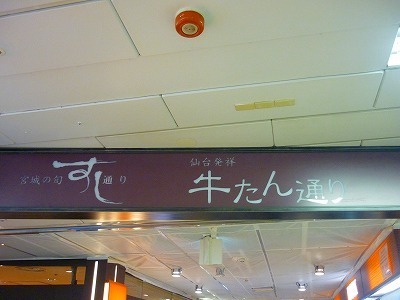 宮城の旬 すし通り
仙台発祥
牛たん通り